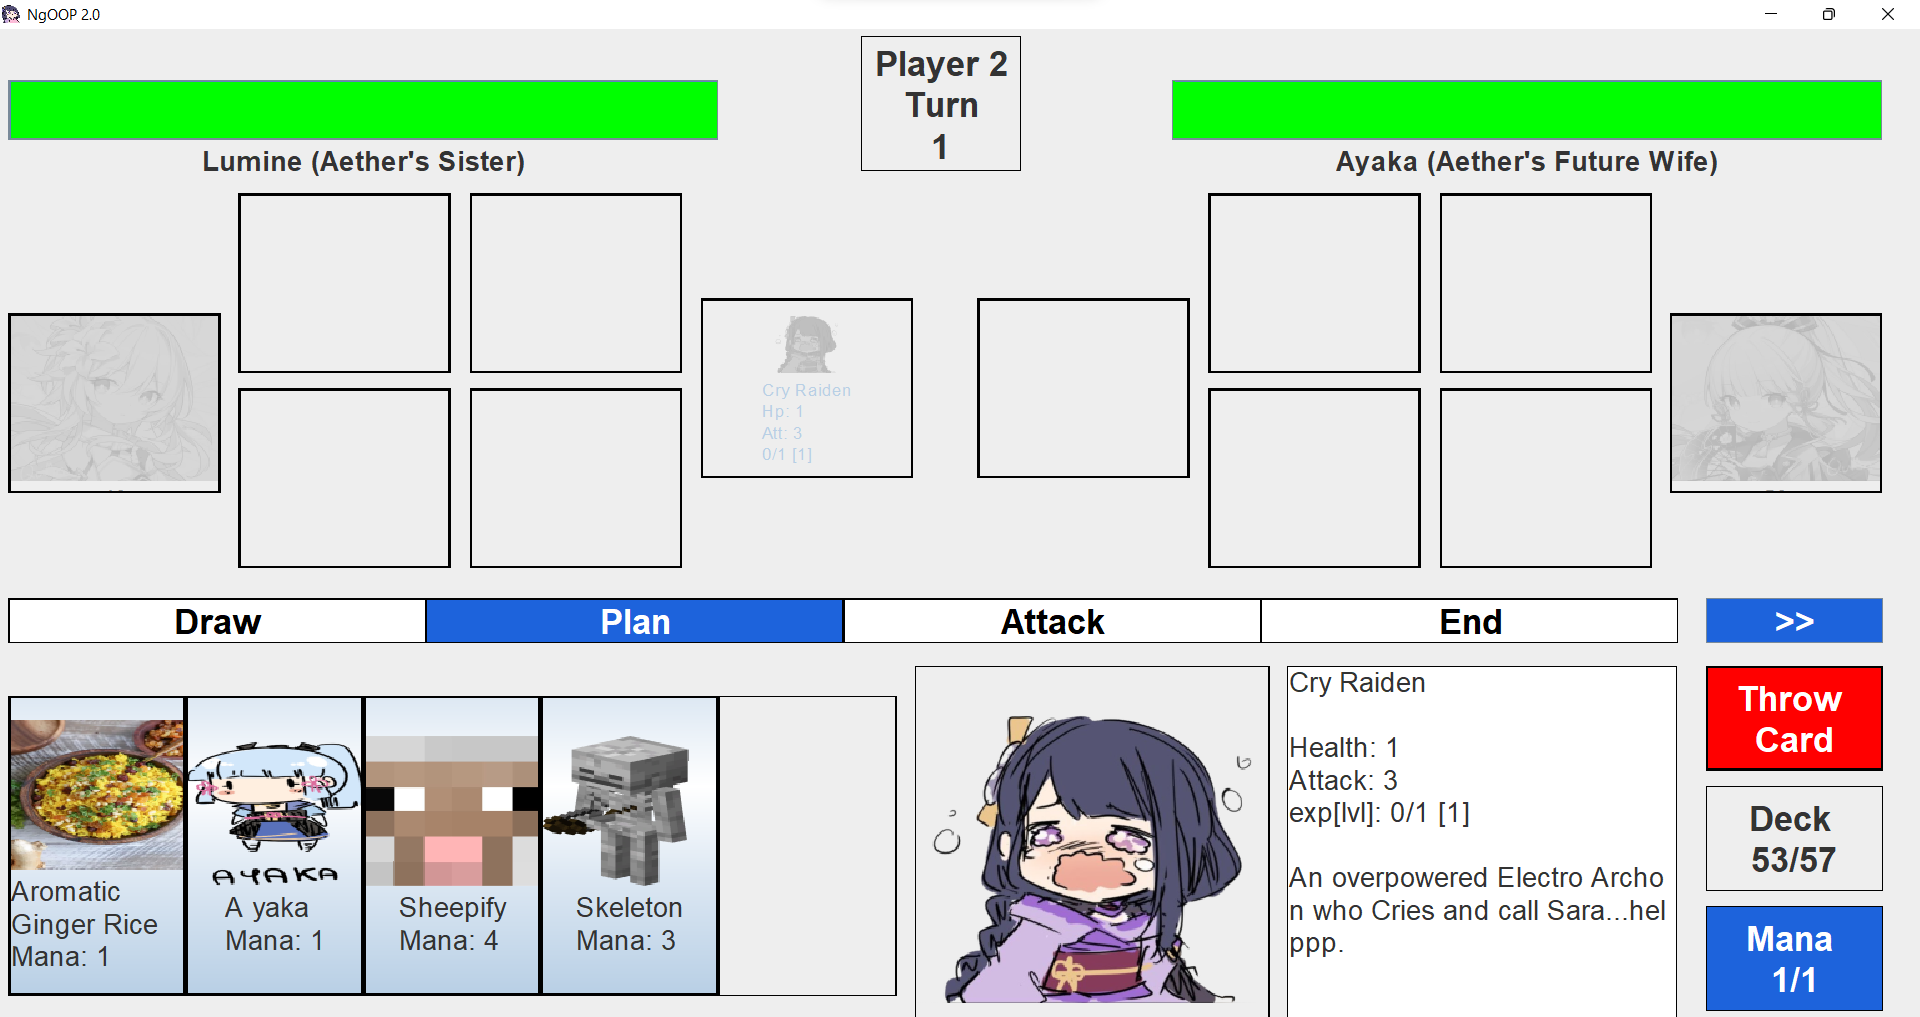 NgOOP 2.0
Player 2
Turn
1
Lumine (Aether's Sister)
Ayaka (Aether's Future Wife)
Cry Raiden
Hp: 1
Att: 3
0/1 [1]
Draw
Plan
Attack
End
>>
Aromatic
Ginger Rice
Mana: 1
AYAKA
A yaka
Mana: 1
Sheepify
Mana: 4
Skeleton
Mana: 3
Cry Raiden
Health: 1
Attack: 3
exp[lvl]: 0/1 [1]
An overpowered Electro Archo
n who Cries and call Sara...hel
ppp.
Throw
Card
Deck
53/57
Mana
1/1